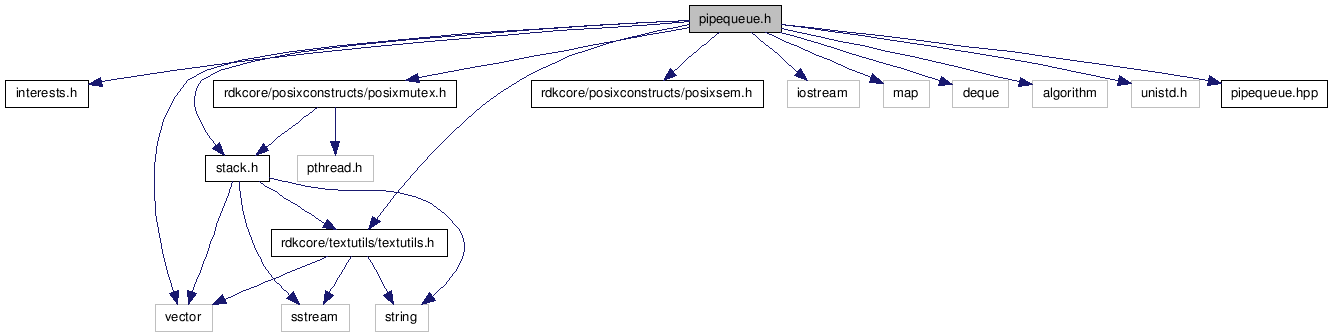 pipequeue.h
interests.h
rdkcore/posixconstructs/posixmutex.h
rdkcore/posixconstructs/posixsem.h
iostream
map
deque
algorithm
unistd.h
pipequeue.hpp
stack.h
pthread.h
rdkcore/textutils/textutils.h
vector
sstream
string